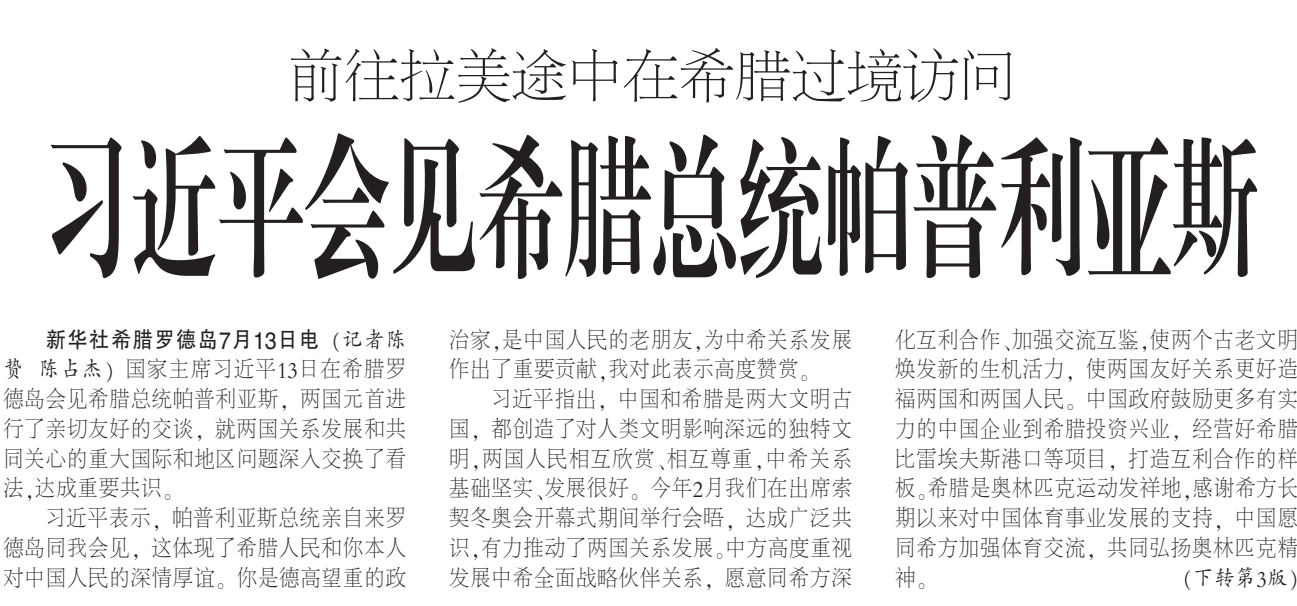 前往拉美途中在希腊过境访问
习近平会见希腊总统帕普利亚斯
新华社希腊罗德岛7月13日电（记者陈
贽　陈占杰）国家主席习近平13日在希腊罗
德岛会见希腊总统帕普利亚斯，两国元首进
行了亲切友好的交谈，就两国关系发展和共
同关心的重大国际和地区问题深入交换了看
法，达成重要共识。
习近平表示，帕普利亚斯总统亲自来罗
德岛同我会见，这体现了希腊人民和你本人
对中国人民的深情厚谊。你是德高望重的政
治家，是中国人民的老朋友，为中希关系发展
作出了重要贡献，我对此表示高度赞赏。
习近平指出，中国和希腊是两大文明古
国，都创造了对人类文明影响深远的独特文
明，两国人民相互欣赏、相互尊重，中希关系
基础坚实、发展很好。今年2月我们在出席索
契冬奥会开幕式期间举行会晤，达成广泛共
识，有力推动了两国关系发展。中方高度重视
发展中希全面战略伙伴关系，愿意同希方深
化互利合作、加强交流互鉴，使两个古老文明
焕发新的生机活力，使两国友好关系更好造
福两国和两国人民。中国政府鼓励更多有实
力的中国企业到希腊投资兴业，经营好希腊
比雷埃夫斯港口等项目，打造互利合作的样
板。希腊是奥林匹克运动发祥地，感谢希方长
期以来对中国体育事业发展的支持，中国愿
同希方加强体育交流，共同弘扬奥林匹克精
神。　（下转第3版）